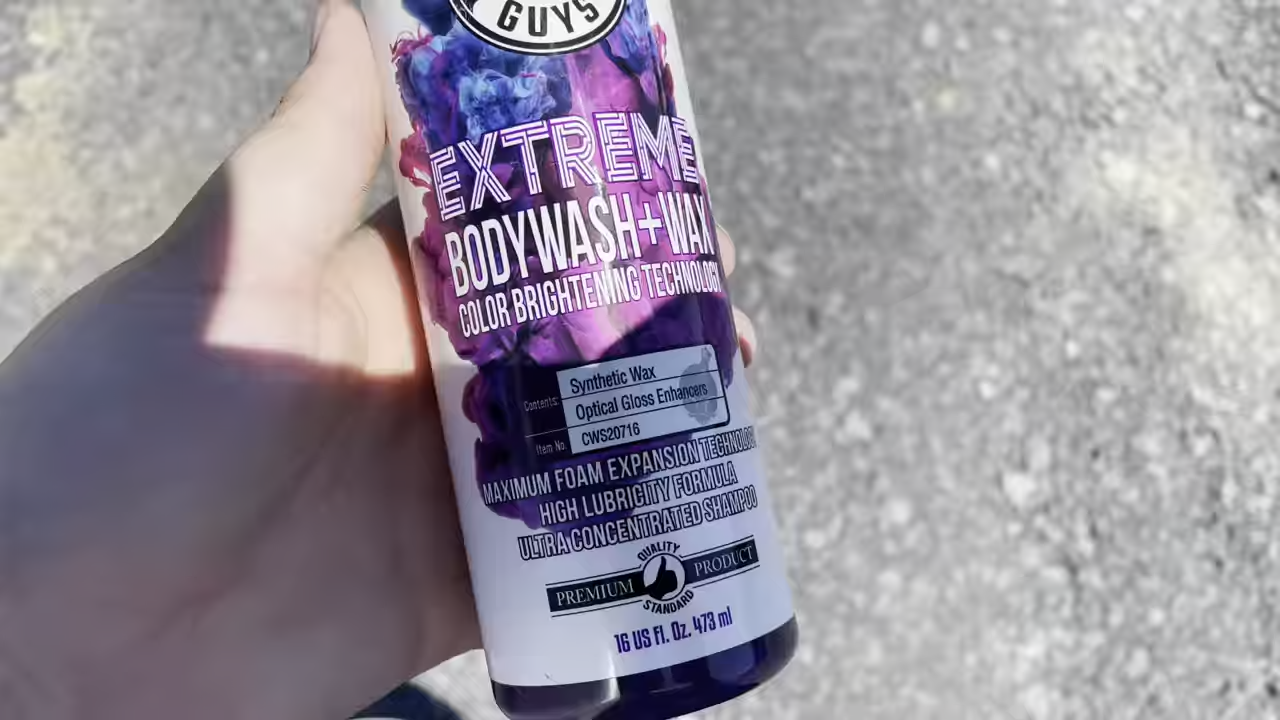 GUYS
EXTREME
BODYWASH+WAX
COLOR BRIGHTENING TECHNOLOGY
Contents:
Synthetic Wax
Optical Gloss Enhancers
Item No.
CWS20716
MAXIMUM FOAM EXPANSION TECHNOLOGY
HIGH LUBRICITY FORMULA
ULTRA CONCENTRATED SHAMPOO
QUALITY
PREMIUM PRODUCT
STANDARD
16 US Fl. Oz. 473 ml